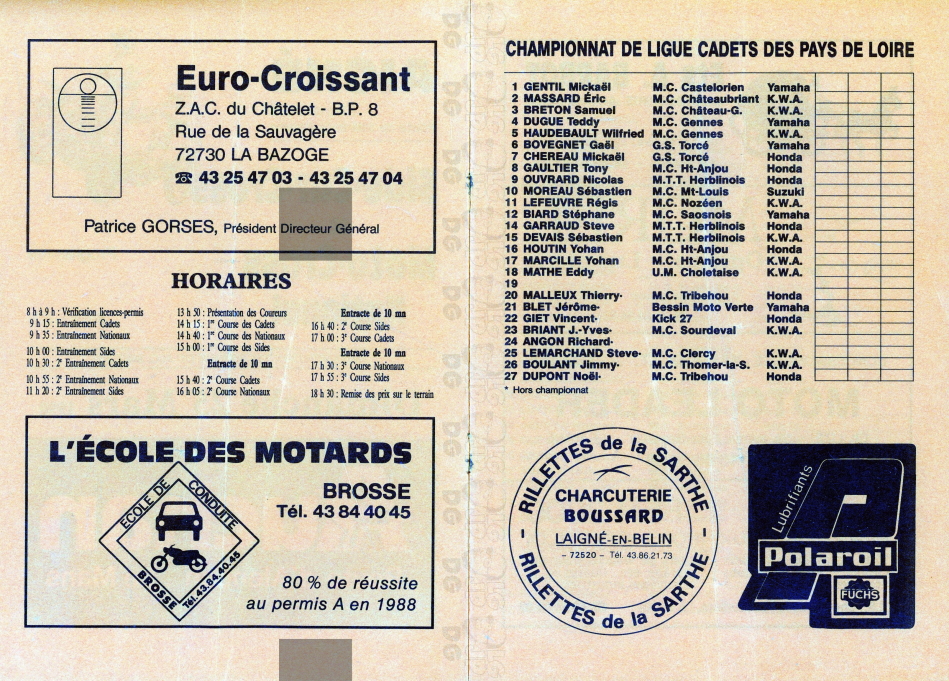 Euro-Croissant
Z.A.C. du Châtelet - B.P. 8
Rue de la Sauvagère
72730 LA BAZOGE
☎ 43 25 47 03 - 43 25 47 04
Patrice GORSES, Président Directeur Général
HORAIRES
8 h à 9 h : Vérification licences-permis
9 h 15 : Entraînement Cadets
9 h 35 : Entraînement Nationaux
10 h 00 : Entraînement Sides
10 h 30 : 2e Entraînement Cadets
10 h 55 : 2e Entraînement Nationaux
11 h 20 : 2e Entraînement Sides
13 h 50 : Présentation des Coureurs
14 h 15 : 1re Course des Cadets
14 h 40 : 1re Course des Nationaux
15 h 00 : 1re Course des Sides
Entracte de 10 mn
15 h 40 : 2e Course Cadets
16 h 05 : 2e Course Nationaux
Entracte de 10 mn
16 h 40 : 2e Course Sides
17 h 00 : 3e Course Cadets
Entracte de 10 mn
17 h 30 : 3e Course Nationaux
17 h 55 : 3e Course Sides
18 h 30 : Remise des prix sur le terrain
L'ÉCOLE DES MOTARDS
ÉCOLE DE CONDUITE
BROSSE Tél. 43.84.40.45
BROSSE
Tél. 43 84 40 45
80 % de réussite
au permis A en 1988
CHAMPIONNAT DE LIGUE CADETS DES PAYS DE LOIRE
1 GENTIL Mickaël M.C. Castelorien Yamaha
2 MASSARD Éric M.C. Châteaubriant K.W.A.
3 BRETON Samuel M.C. Château-G. K.W.A.
4 DUGUE Teddy M.C. Gennes Yamaha
5 HAUDEBAULT Wilfried M.C. Gennes K.W.A.
6 BOVEGNET Gaël G.S. Torcé Yamaha
7 CHEREAU Mickaël G.S. Torcé Honda
8 GAULTIER Tony M.C. Ht-Anjou Honda
9 OUVRARD Nicolas M.T.T. Herblinois Honda
10 MOREAU Sébastien M.C. Mt-Louis Suzuki
11 LEFEUVRE Régis M.C. Nozéen K.W.A.
12 BIARD Stéphane M.C. Saosnois Yamaha
14 GARRAUD Steve M.T.T. Herblinois Honda
15 DEVAIS Sébastien M.T.T. Herblinois K.W.A.
16 HOUTIN Yohan M.C. Ht-Anjou Honda
17 MARCILLE Yohan M.C. Ht-Anjou K.W.A.
18 MATHE Eddy U.M. Choletaise K.W.A.
19
20 MALLEUX Thierry* M.C. Tribehou Honda
21 BLET Jérôme* Bessin Moto Verte Yamaha
22 GIET Vincent* Kick 27 Honda
23 BRIANT J.-Yves* M.C. Sourdeval K.W.A.
24 ANGON Richard*
25 LEMARCHAND Steve* M.C. Clercy K.W.A.
26 BOULANT Jimmy* M.C. Thomer-la-S. K.W.A.
27 DUPONT Noël* M.C. Tribehou Honda
* Hors championnat
RILLETTES de la SARTHE
CHARCUTERIE
BOUSSARD
LAIGNÉ-EN-BELIN
- 72520 - Tél. 43.86.21.73
RILLETTES de la SARTHE
Lubrifiants
Polaroil
FUCHS